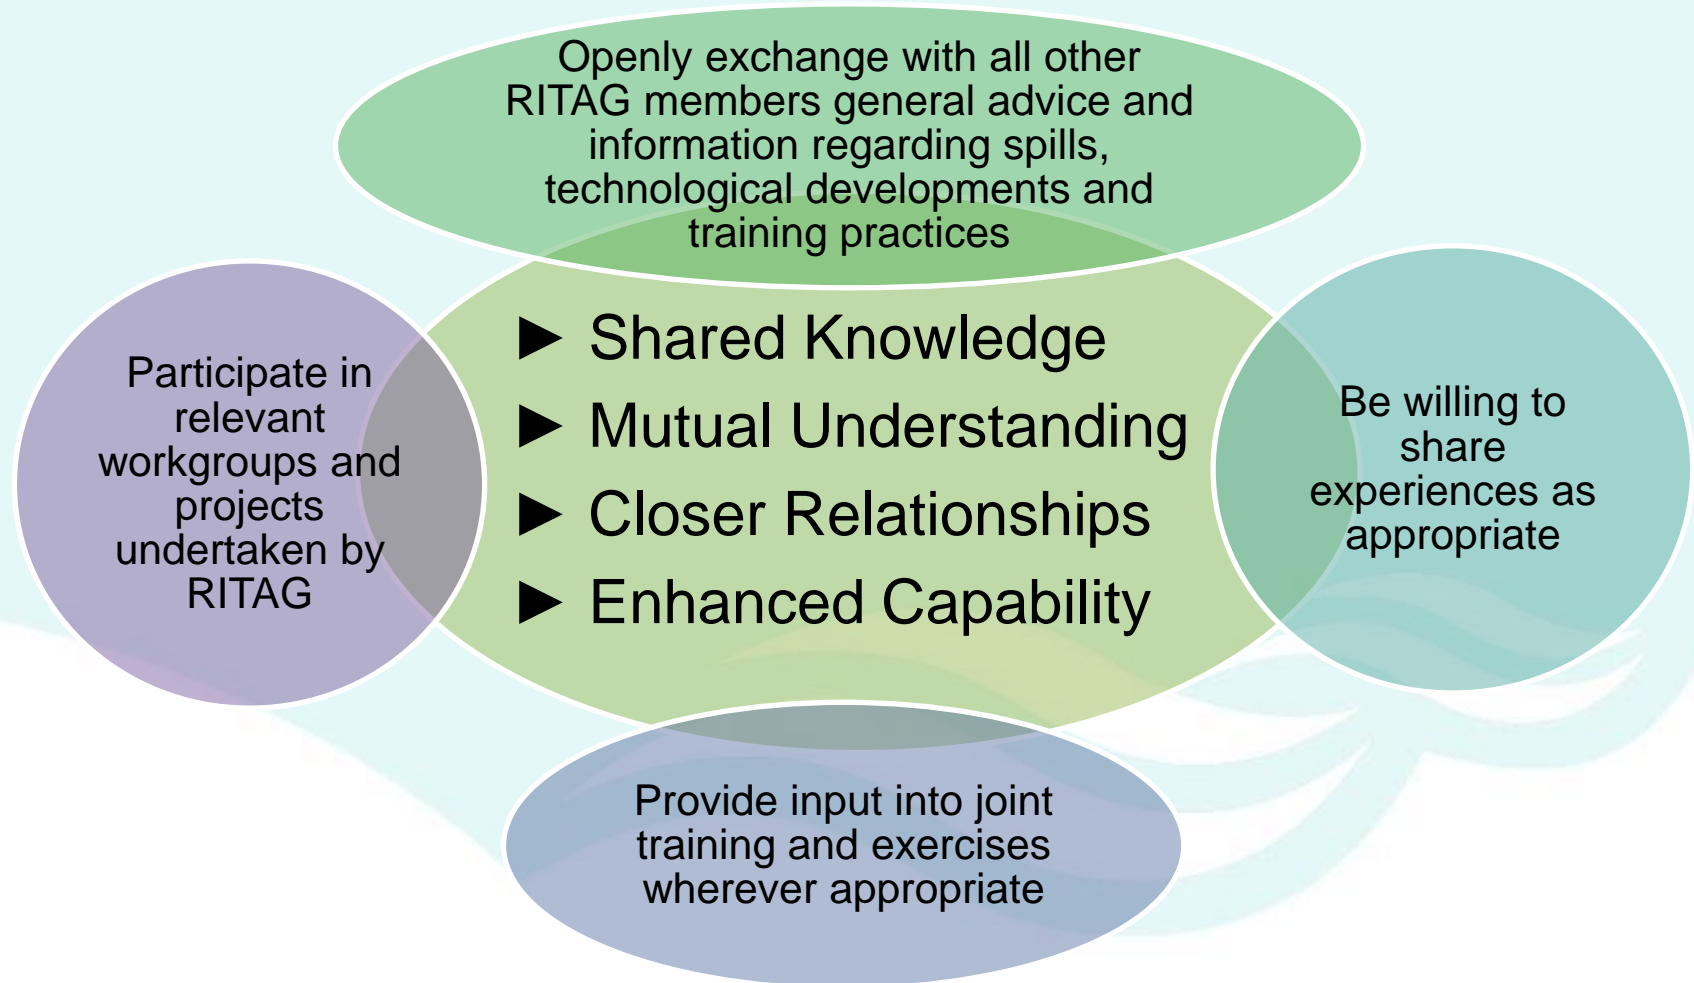 Openly exchange with all other
RITAG members general advice and
information regarding spills,
technological developments and
training practices
Participate in
relevant
workgroups and
projects
undertaken by
RITAG
► Shared Knowledge
► Mutual Understanding
► Closer Relationships
► Enhanced Capability
Be willing to
share
experiences as
appropriate
Provide input into joint
training and exercises
wherever appropriate